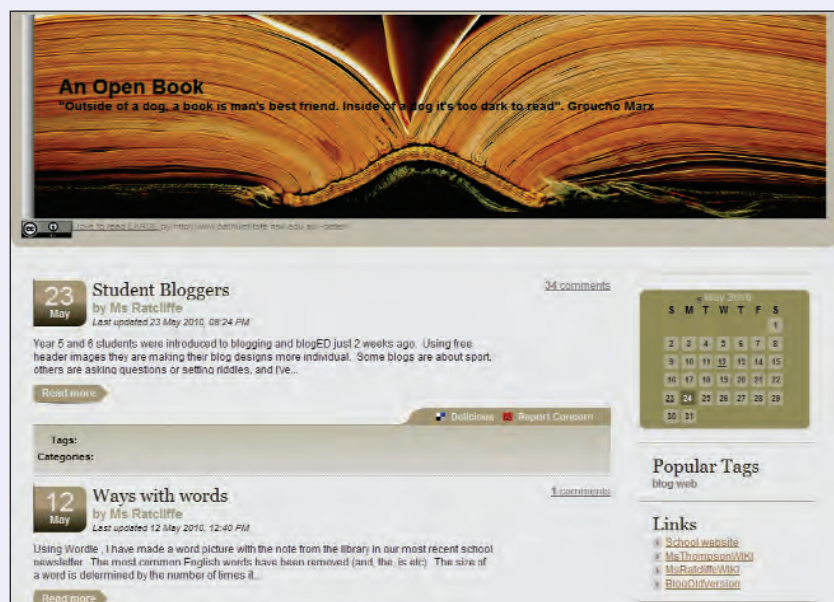 An Open Book
"Outside of a dog, a book is man's best friend. Inside of a dog it's too dark to read". Groucho Marx
love to read LARGE by
23
May
Student Bloggers
by Ms Ratcliffe
Last updated 23 May 2010, 08:24 PM
34 comments
Year 5 and 6 students were introduced to blogging and blogED just 2 weeks ago. Using free
header images they are making their blog designs more individual. Some blogs are about sport,
others are asking questions or setting riddles, and I've...
Read more
Delicious Report Concern
Tags:
Categories:
12
May
Ways with words
by Ms Ratcliffe
Last updated 12 May 2010, 12:40 PM
1 comments
Using Wordle, I have made a word picture with the note from the library in our most recent school
newsletter. The most common English words have been removed (and, the, is etc). The size of
a word is determined by the number of times it...
Read more
« May 2010
S M T W T F S
1
2 3 4 5 6 7 8
9 10 11 12 13 14 15
16 17 18 19 20 21 22
23 24 25 26 27 28 29
30 31
Popular Tags
blog web
Links
School website
MsThompsonWIKI
MsRatcliffeWIKI
BlogOldVersion